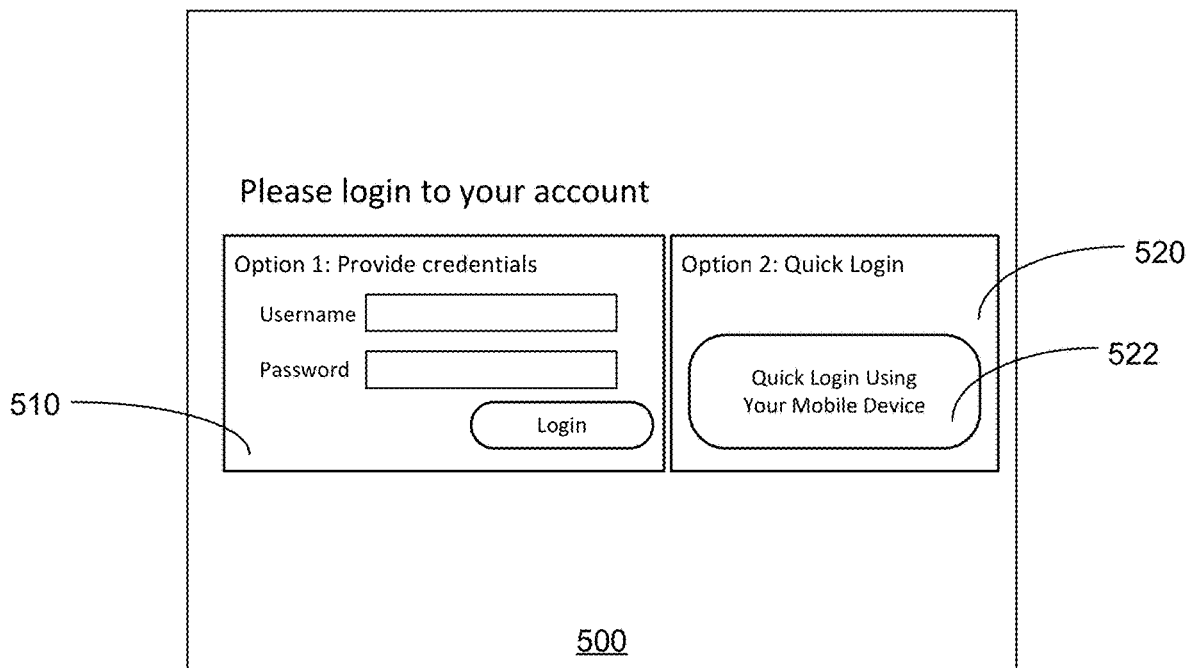 Please login to your account
Option 1: Provide credentials
Username
Password
Login
510
Option 2: Quick Login
Quick Login Using
Your Mobile Device
520
522
500